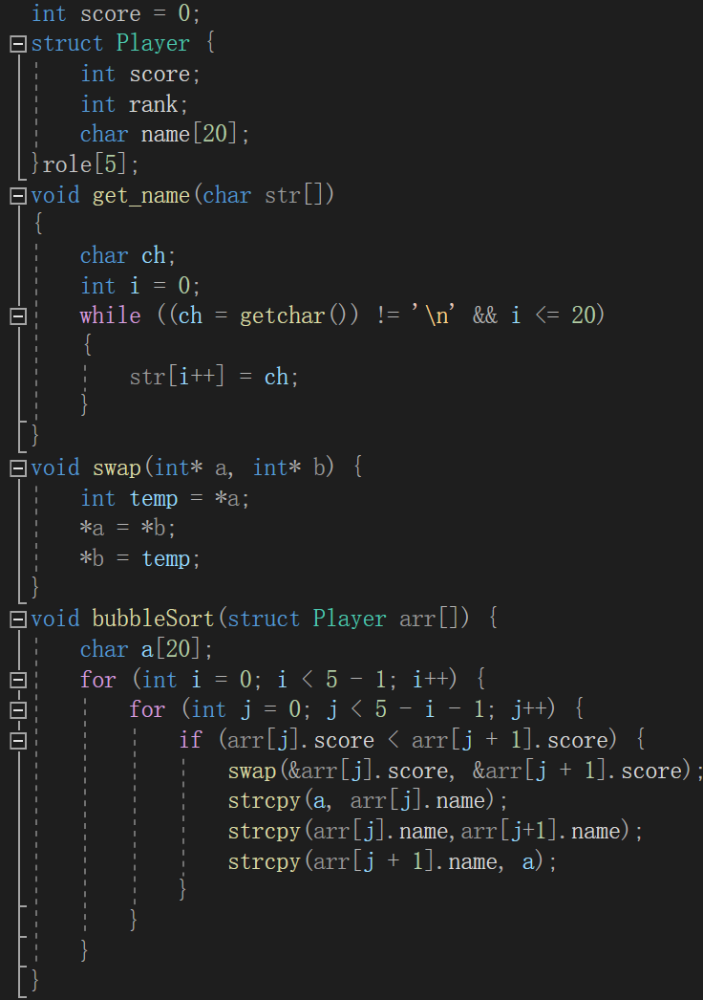 int score = 0;
struct Player {
    int score;
    int rank;
    char name[20];
}role[5];
void get_name(char str[])
{
    char ch;
    int i = 0;
    while ((ch = getchar()) != '\n' && i <= 20)
    {
        str[i++] = ch;
    }
}
void swap(int* a, int* b) {
    int temp = *a;
    *a = *b;
    *b = temp;
}
void bubbleSort(struct Player arr[]) {
    char a[20];
    for (int i = 0; i < 5 - 1; i++) {
        for (int j = 0; j < 5 - i - 1; j++) {
            if (arr[j].score < arr[j + 1].score) {
                swap(&arr[j].score, &arr[j + 1].score);
                strcpy(a, arr[j].name);
                strcpy(arr[j].name,arr[j+1].name);
                strcpy(arr[j + 1].name, a);
            }
        }
    }
}